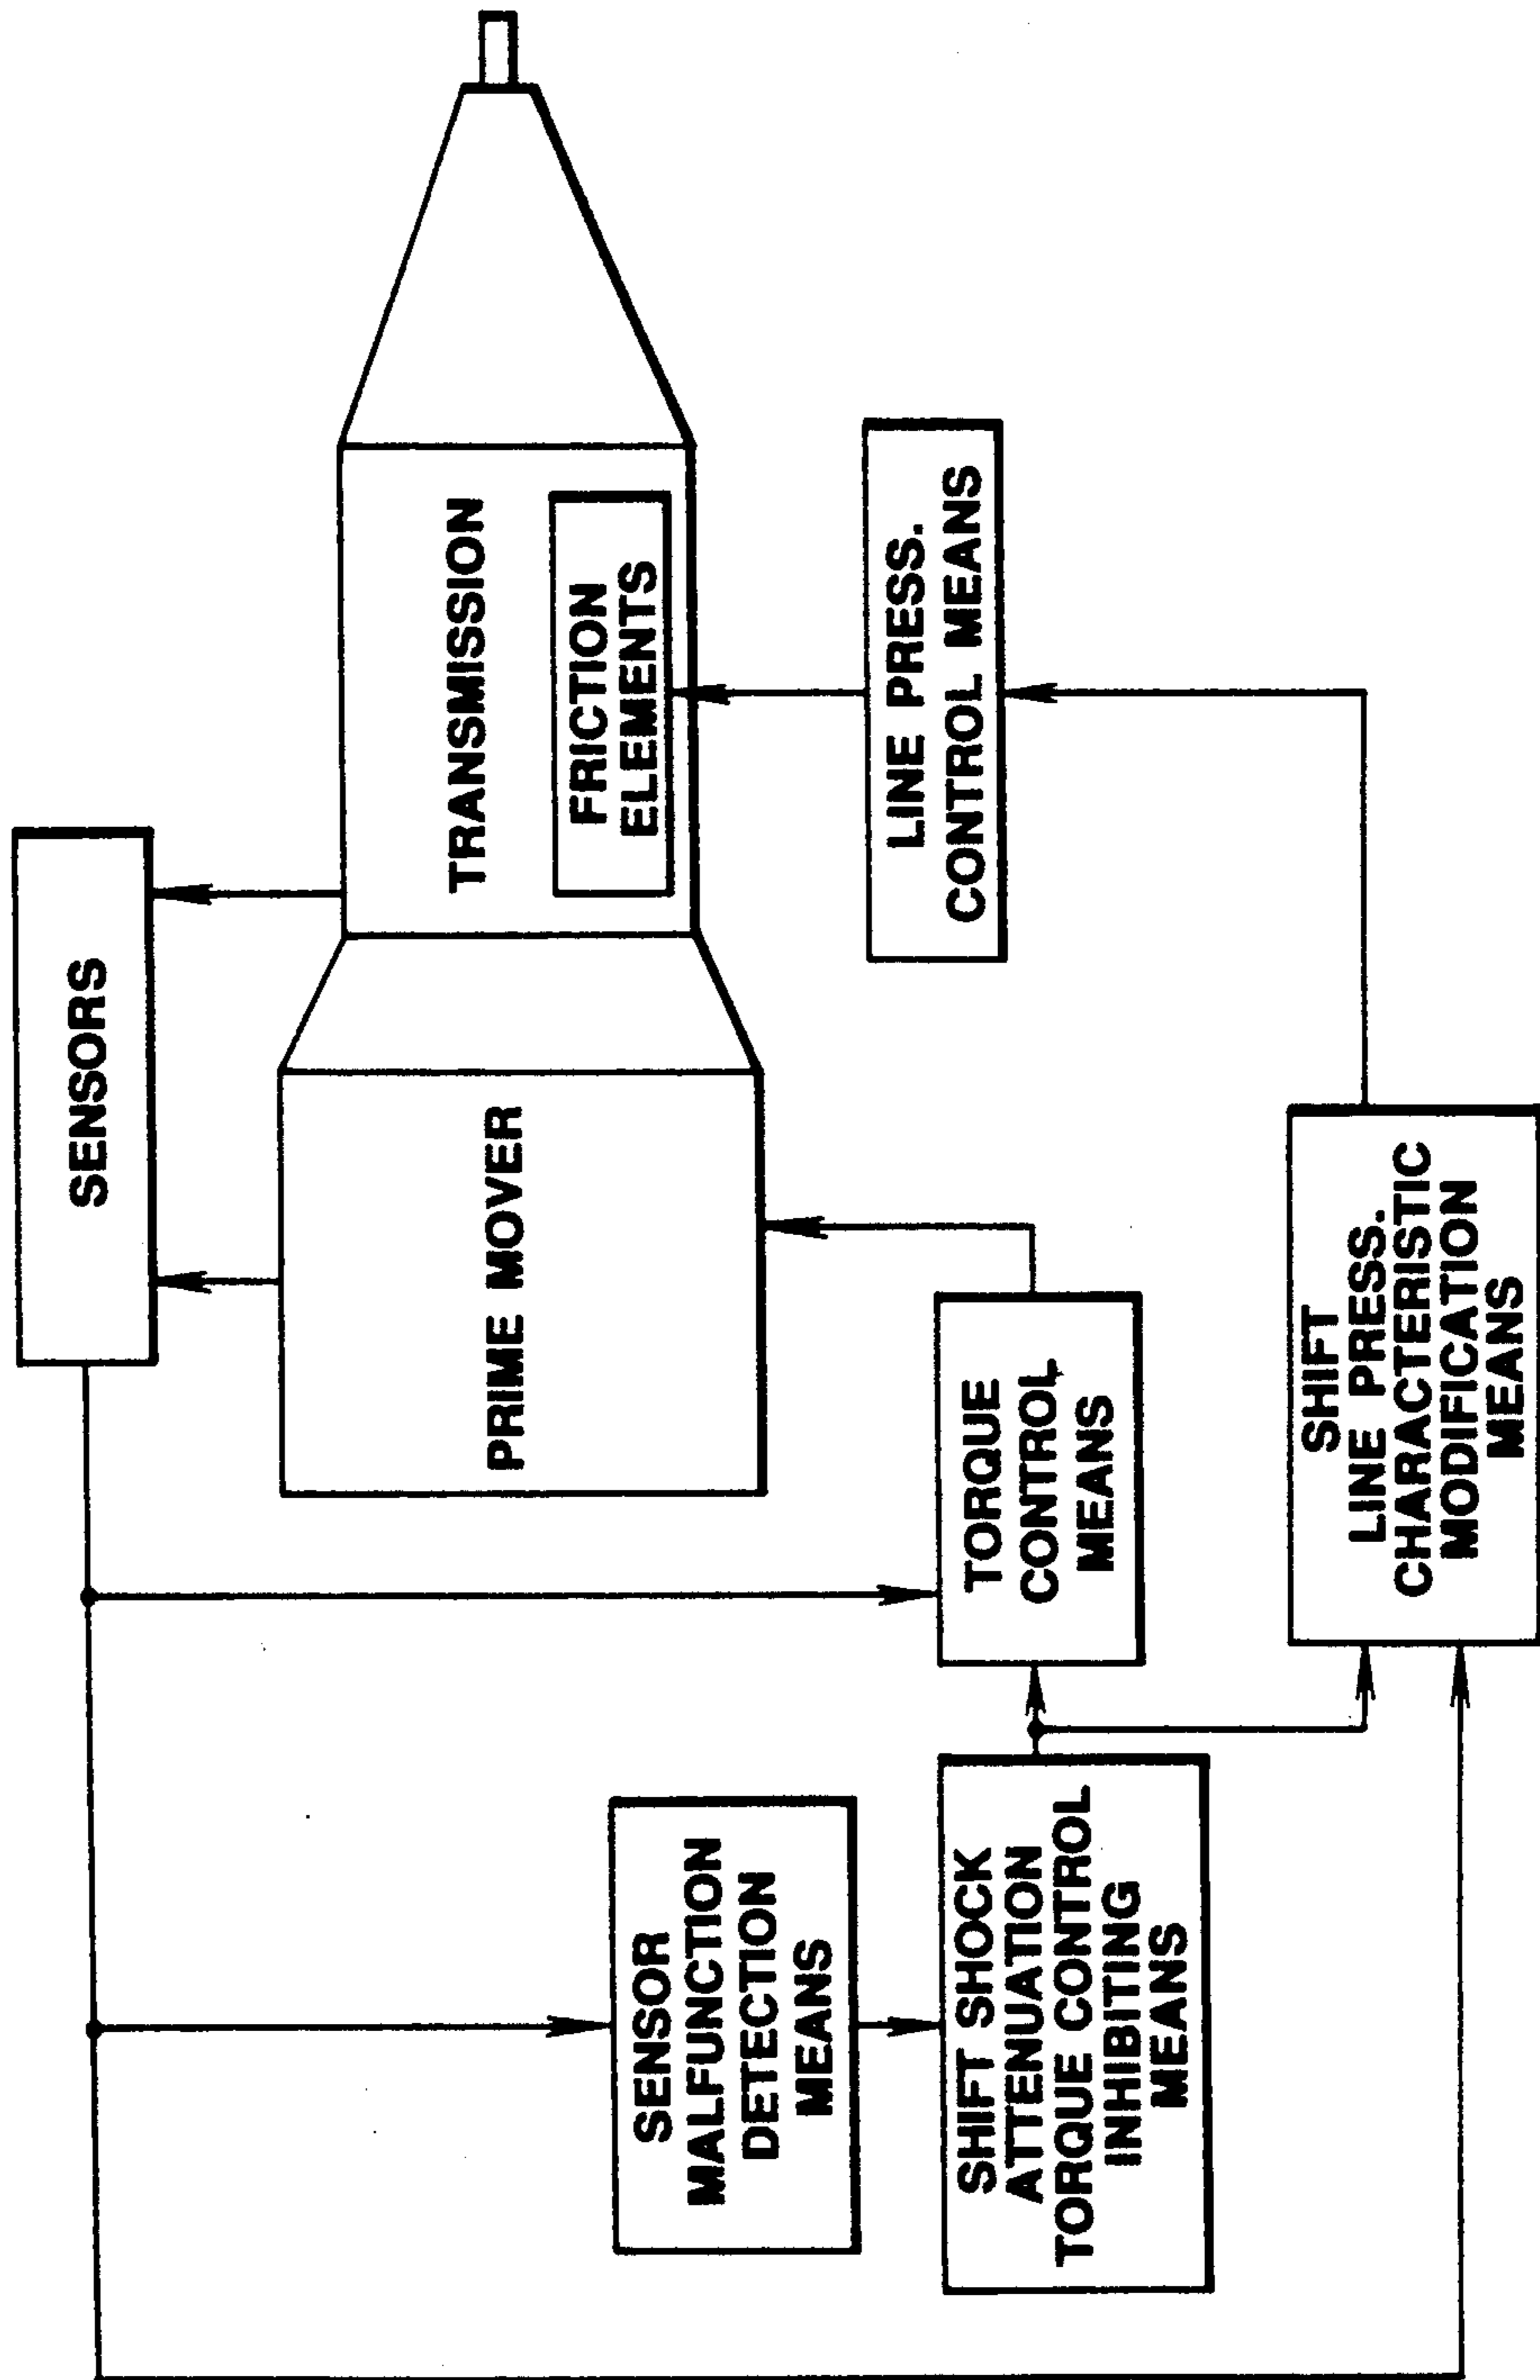 SENSORS
PRIME MOVER
TRANSMISSION
FRICTION
ELEMENTS
SENSOR
MALFUNCTION
DETECTION
MEANS
SHIFT SHOCK
ATTENUATION
TORQUE CONTROL
INHIBITING
MEANS
TORQUE
CONTROL
MEANS
LINE PRESS.
CONTROL MEANS
SHIFT
LINE PRESS.
CHARACTERISTIC
MODIFICATION
MEANS